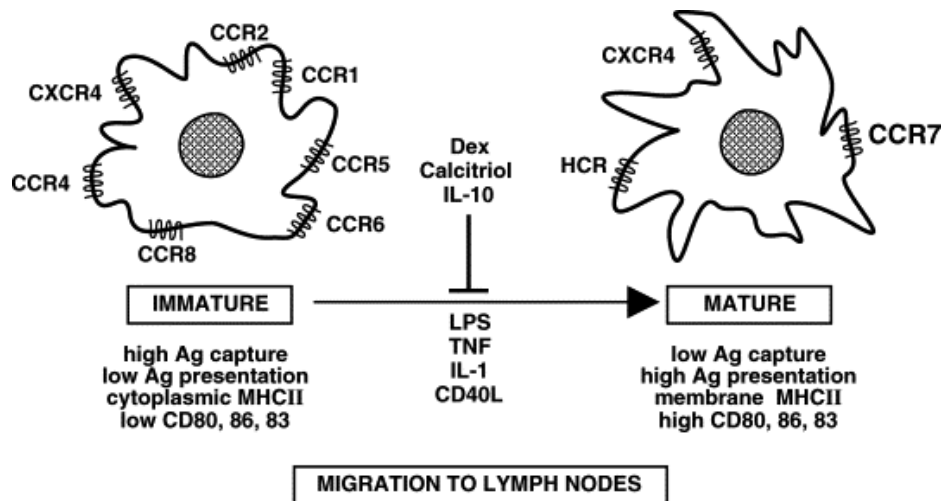 CCR2
CCR1
CXCR4
CCR5
CCR4
CCR6
CCR8
Dex
Calcitriol
IL-10
CXCR4
CCR7
HCR
IMMATURE
MATURE
LPS
TNF
IL-1
CD40L
high Ag capture
low Ag presentation
cytoplasmic MHCII
low CD80, 86, 83
low Ag capture
high Ag presentation
membrane MHCII
high CD80, 86, 83
MIGRATION TO LYMPH NODES